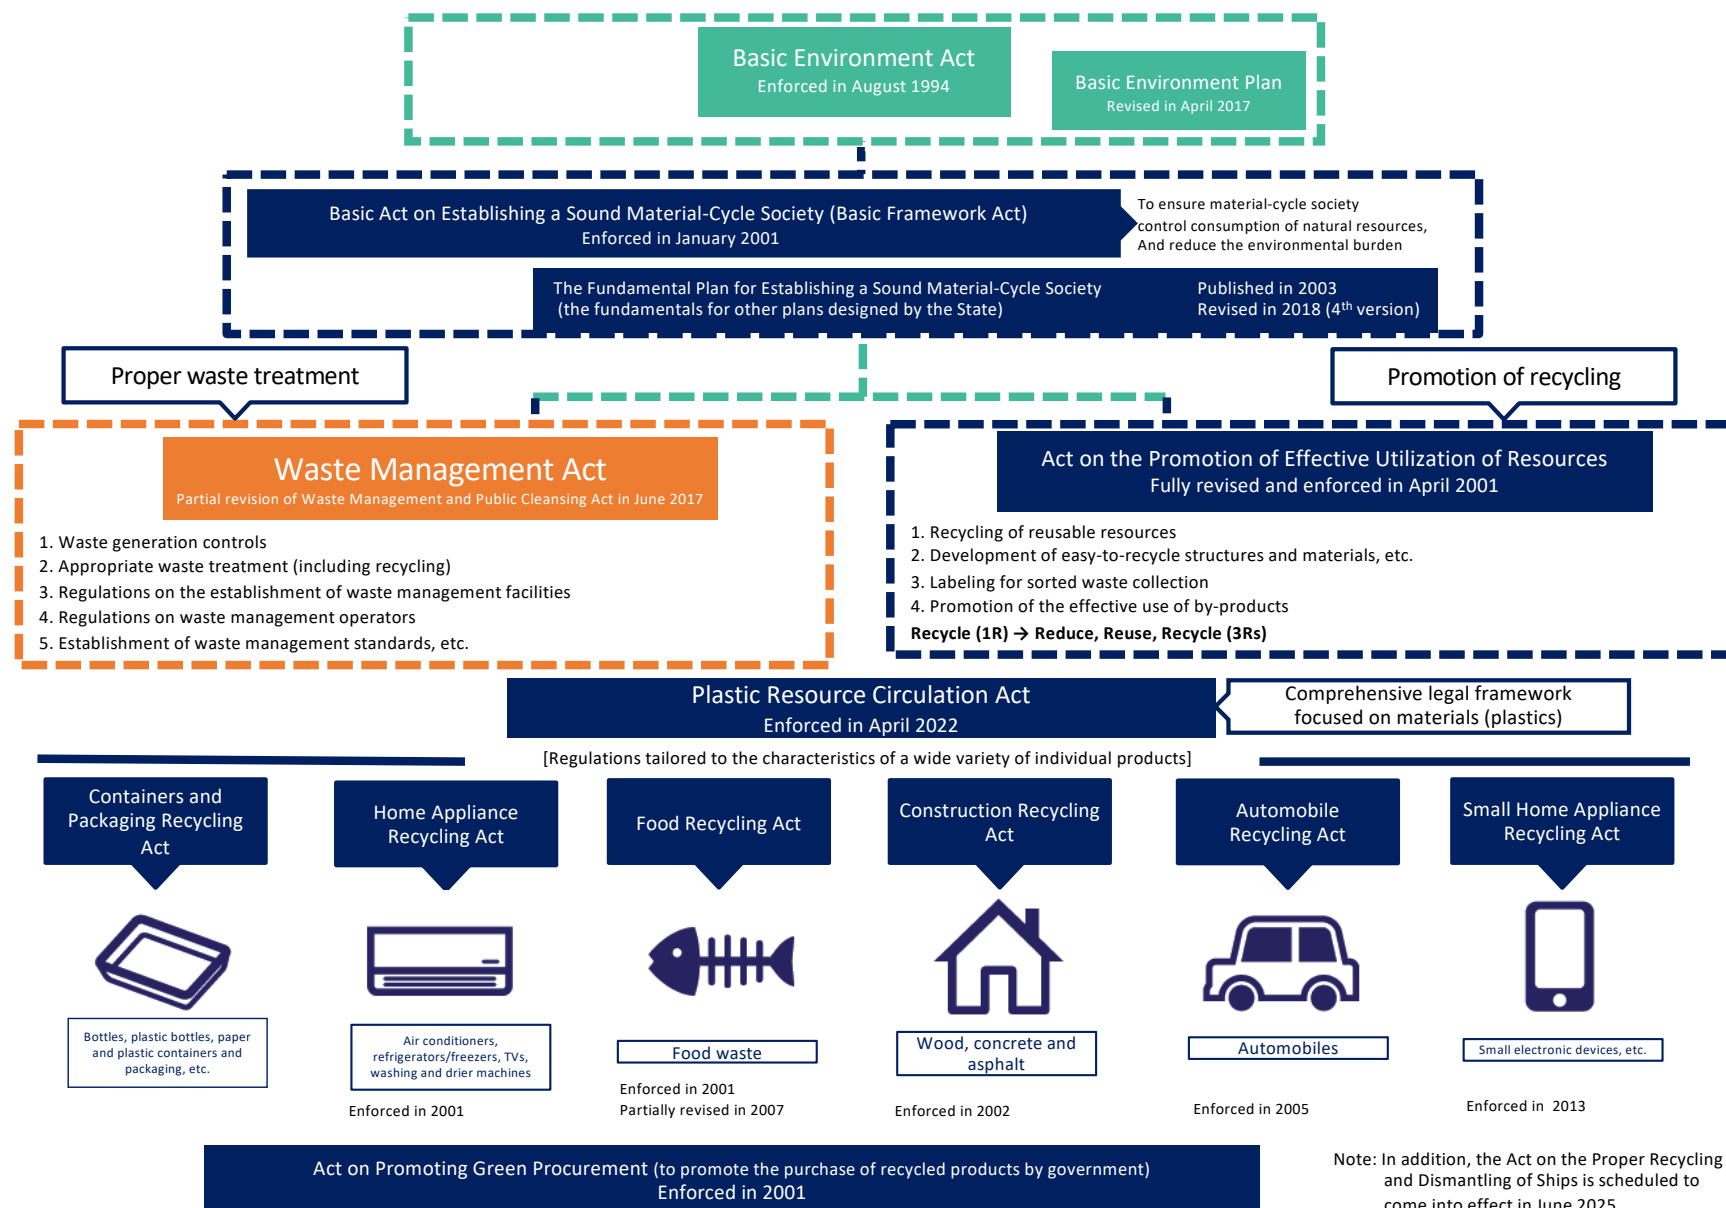 Basic Environment Act
Enforced in August 1994
Basic Environment Plan
Revised in April 2017
Basic Act on Establishing a Sound Material-Cycle Society (Basic Framework Act)
Enforced in January 2001
To ensure material-cycle society
control consumption of natural resources,
And reduce the environmental burden
The Fundamental Plan for Establishing a Sound Material-Cycle Society
(the fundamentals for other plans designed by the State)
Published in 2003
Revised in 2018 (4th version)
Proper waste treatment
Promotion of recycling
Waste Management Act
Partial revision of Waste Management and Public Cleansing Act in June 2017
1. Waste generation controls
2. Appropriate waste treatment (including recycling)
3. Regulations on the establishment of waste management facilities
4. Regulations on waste management operators
5. Establishment of waste management standards, etc.
Act on the Promotion of Effective Utilization of Resources
Fully revised and enforced in April 2001
1. Recycling of reusable resources
2. Development of easy-to-recycle structures and materials, etc.
3. Labeling for sorted waste collection
4. Promotion of the effective use of by-products
Recycle (1R) → Reduce, Reuse, Recycle (3Rs)
Plastic Resource Circulation Act
Enforced in April 2022
Comprehensive legal framework
focused on materials (plastics)
[Regulations tailored to the characteristics of a wide variety of individual products]
Containers and
Packaging Recycling
Act
Home Appliance
Recycling Act
Food Recycling Act
Construction Recycling
Act
Automobile
Recycling Act
Small Home Appliance
Recycling Act
Bottles, plastic bottles, paper
and plastic containers and
packaging, etc.
Air conditioners,
refrigerators/freezers, TVs,
washing and drier machines
Food waste
Wood, concrete and
asphalt
Automobiles
Small electronic devices, etc.
Enforced in 2001
Enforced in 2001
Partially revised in 2007
Enforced in 2002
Enforced in 2005
Enforced in 2013
Act on Promoting Green Procurement (to promote the purchase of recycled products by government)
Enforced in 2001
Note: In addition, the Act on the Proper Recycling
and Dismantling of Ships is scheduled to
come into effect in June 2025